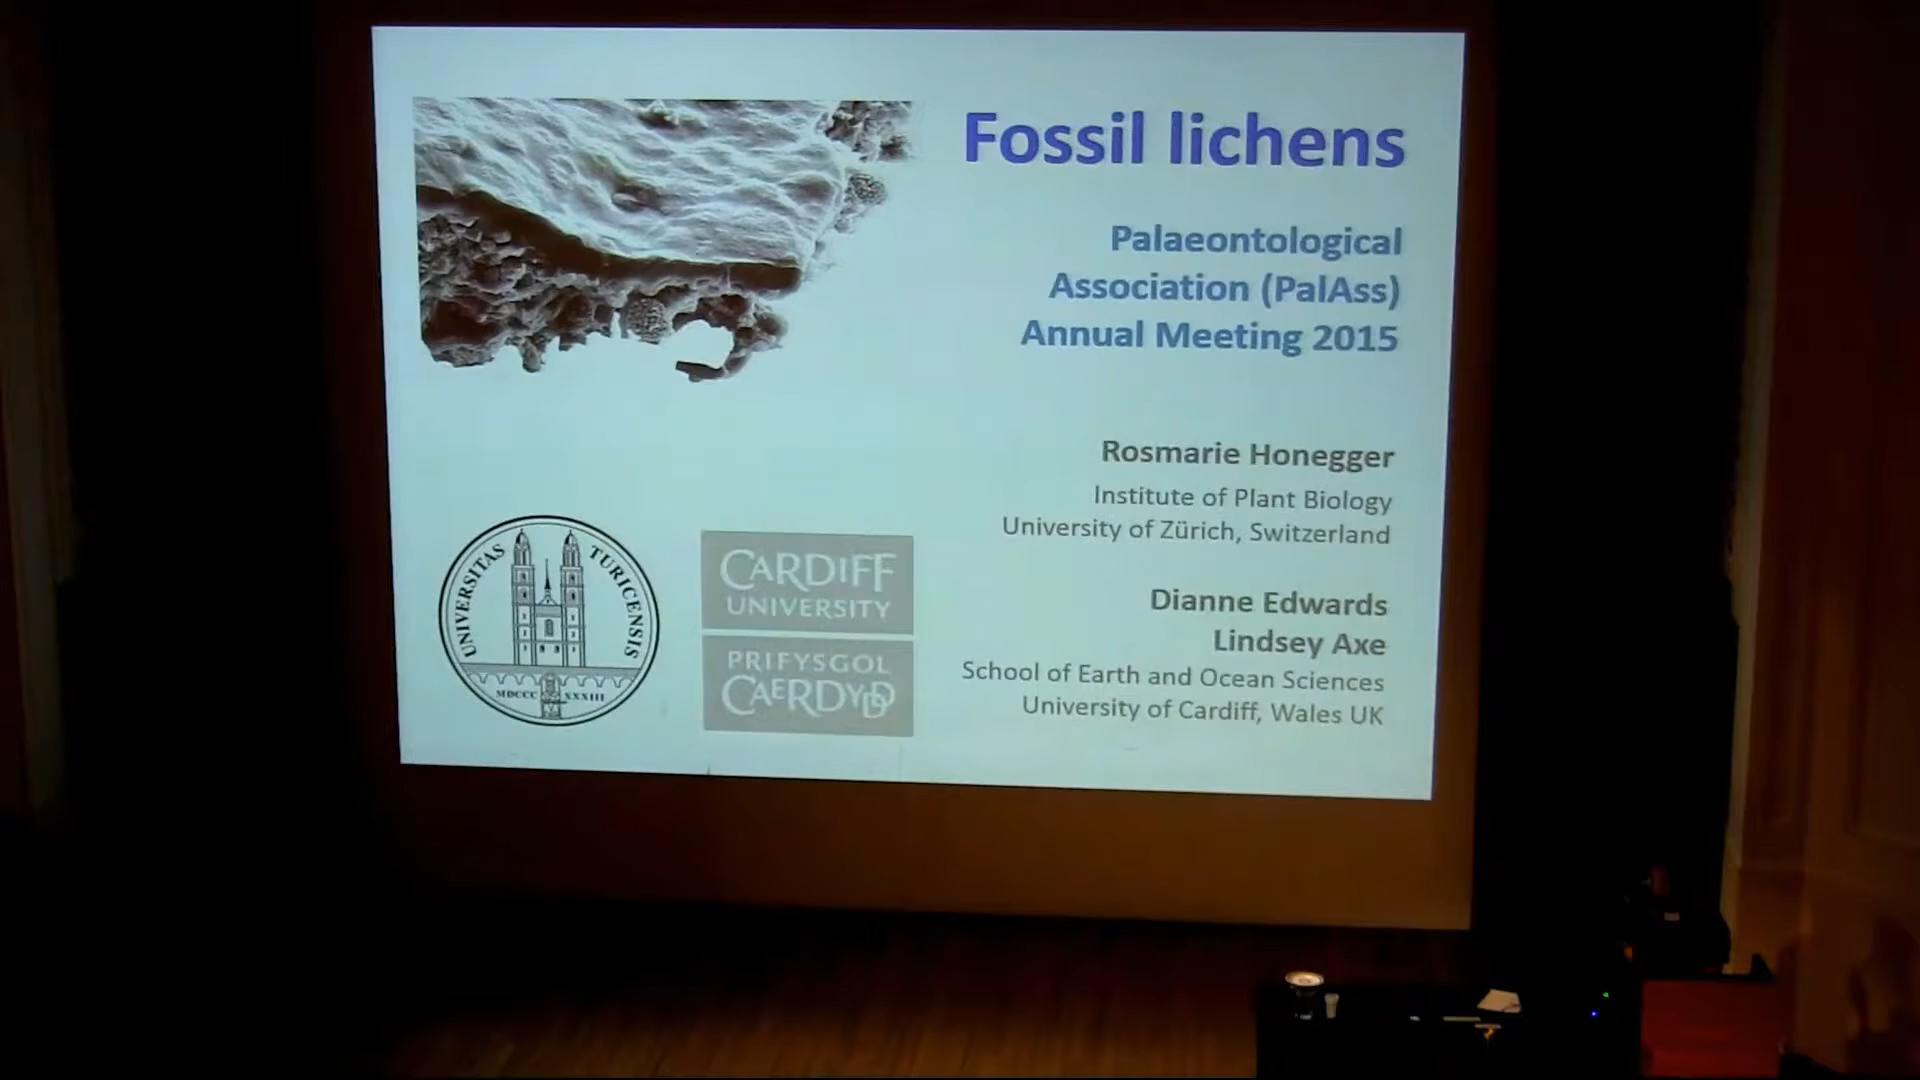 Fossil lichens
Palaeontological
Association (PalAss)
Annual Meeting 2015
Rosmarie Honegger
Institute of Plant Biology
University of Zürich, Switzerland
Dianne Edwards
Lindsey Axe
School of Earth and Ocean Sciences
University of Cardiff, Wales UK
UNIVERSITAS TURICENSIS
MDCCC XXXIII
CARDIFF
UNIVERSITY
PRIFYSGOL
CAERDYDD